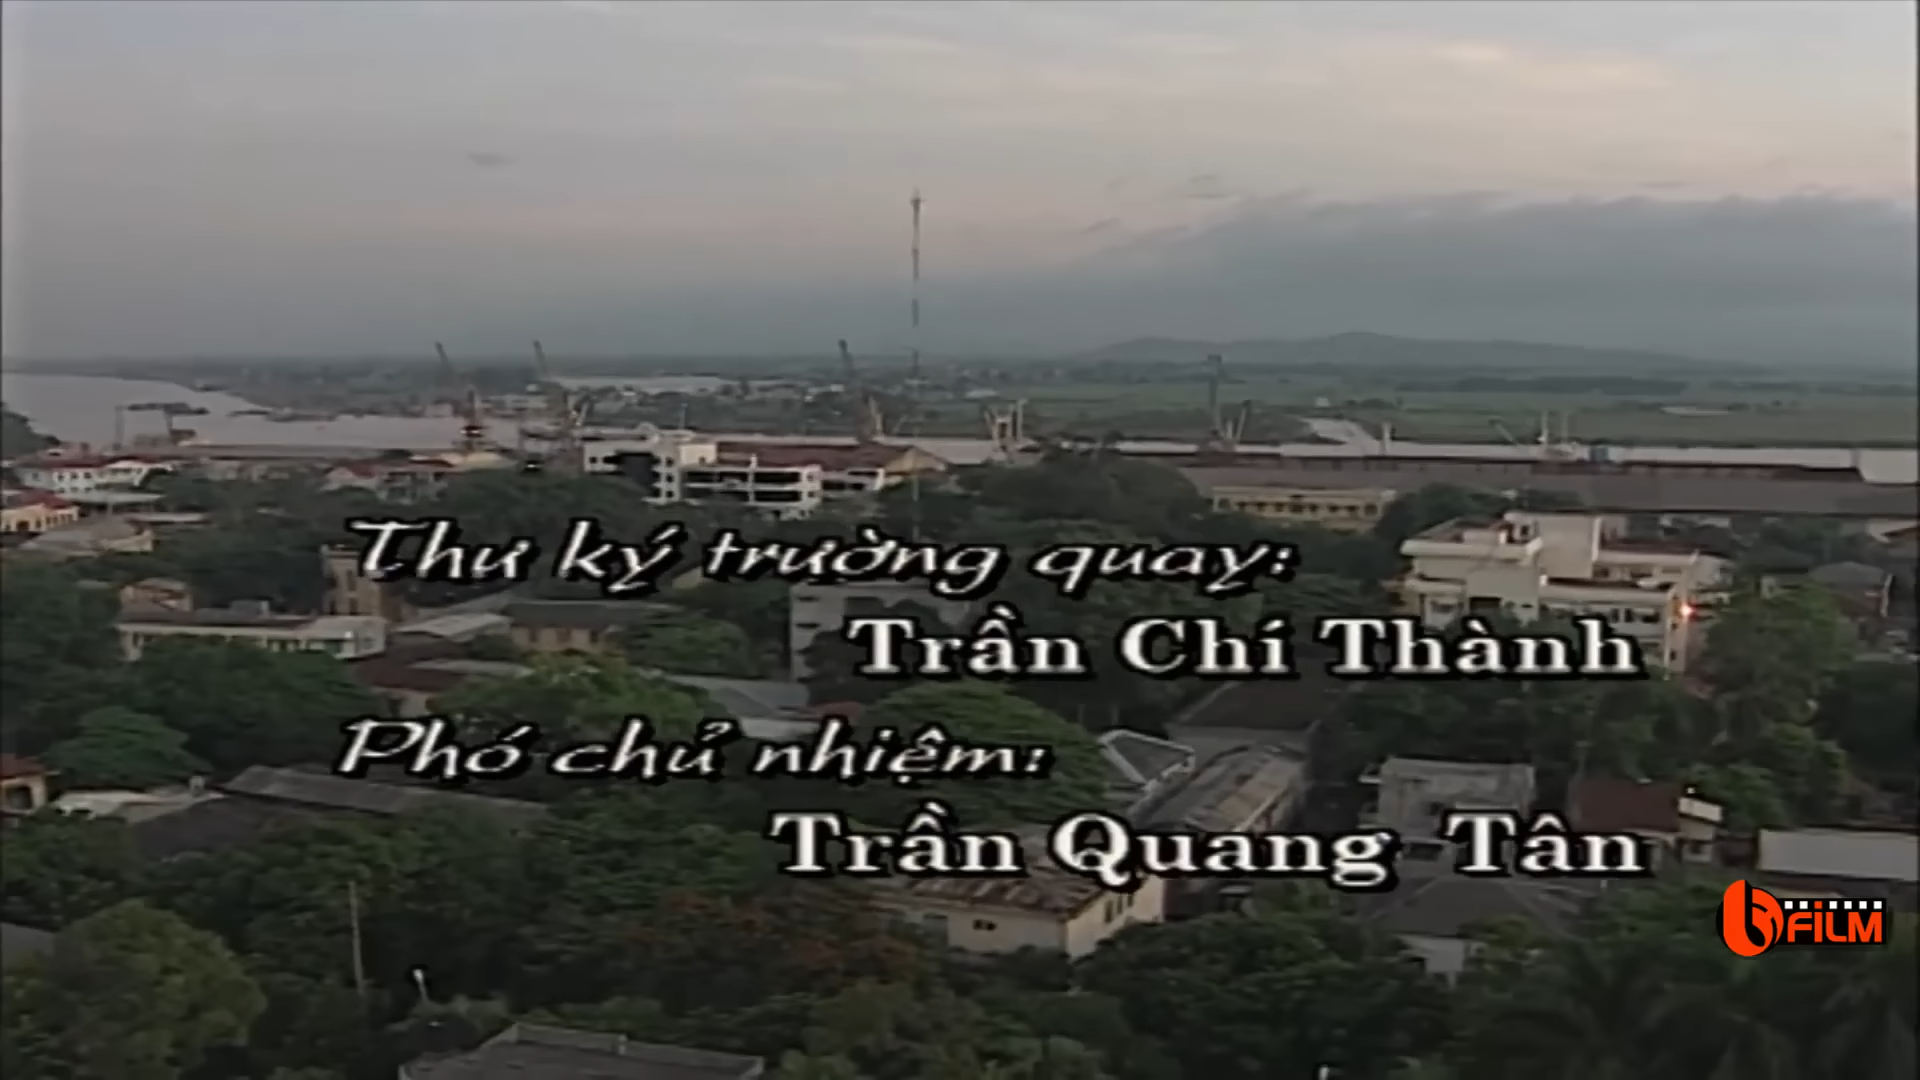 Thư ký trường quay:
Trần Chí Thành
Phó chủ nhiệm:
Trần Quang Tân
FILM